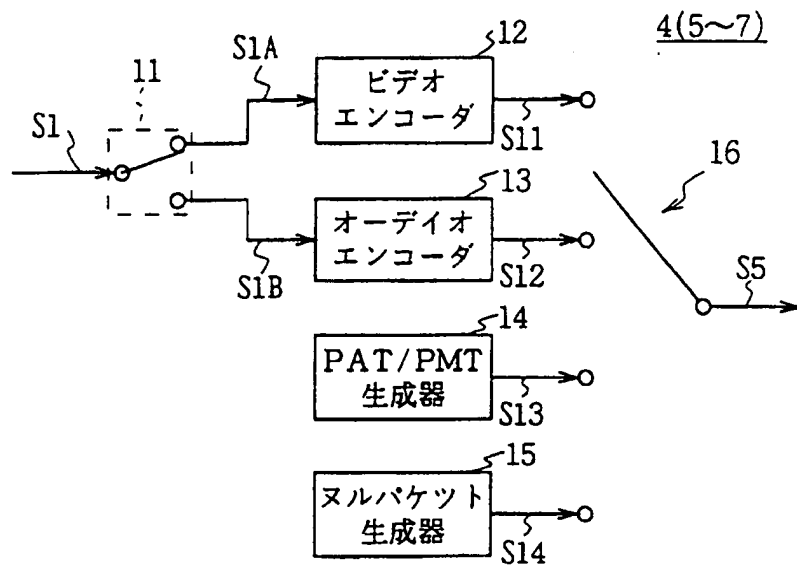 4(5～7)
11
S1
S1A
S1B
12
ビデオ
エンコーダ
S11
13
オーデイオ
エンコーダ
S12
14
PAT/PMT
生成器
S13
15
ヌルパケット
生成器
S14
16
S5